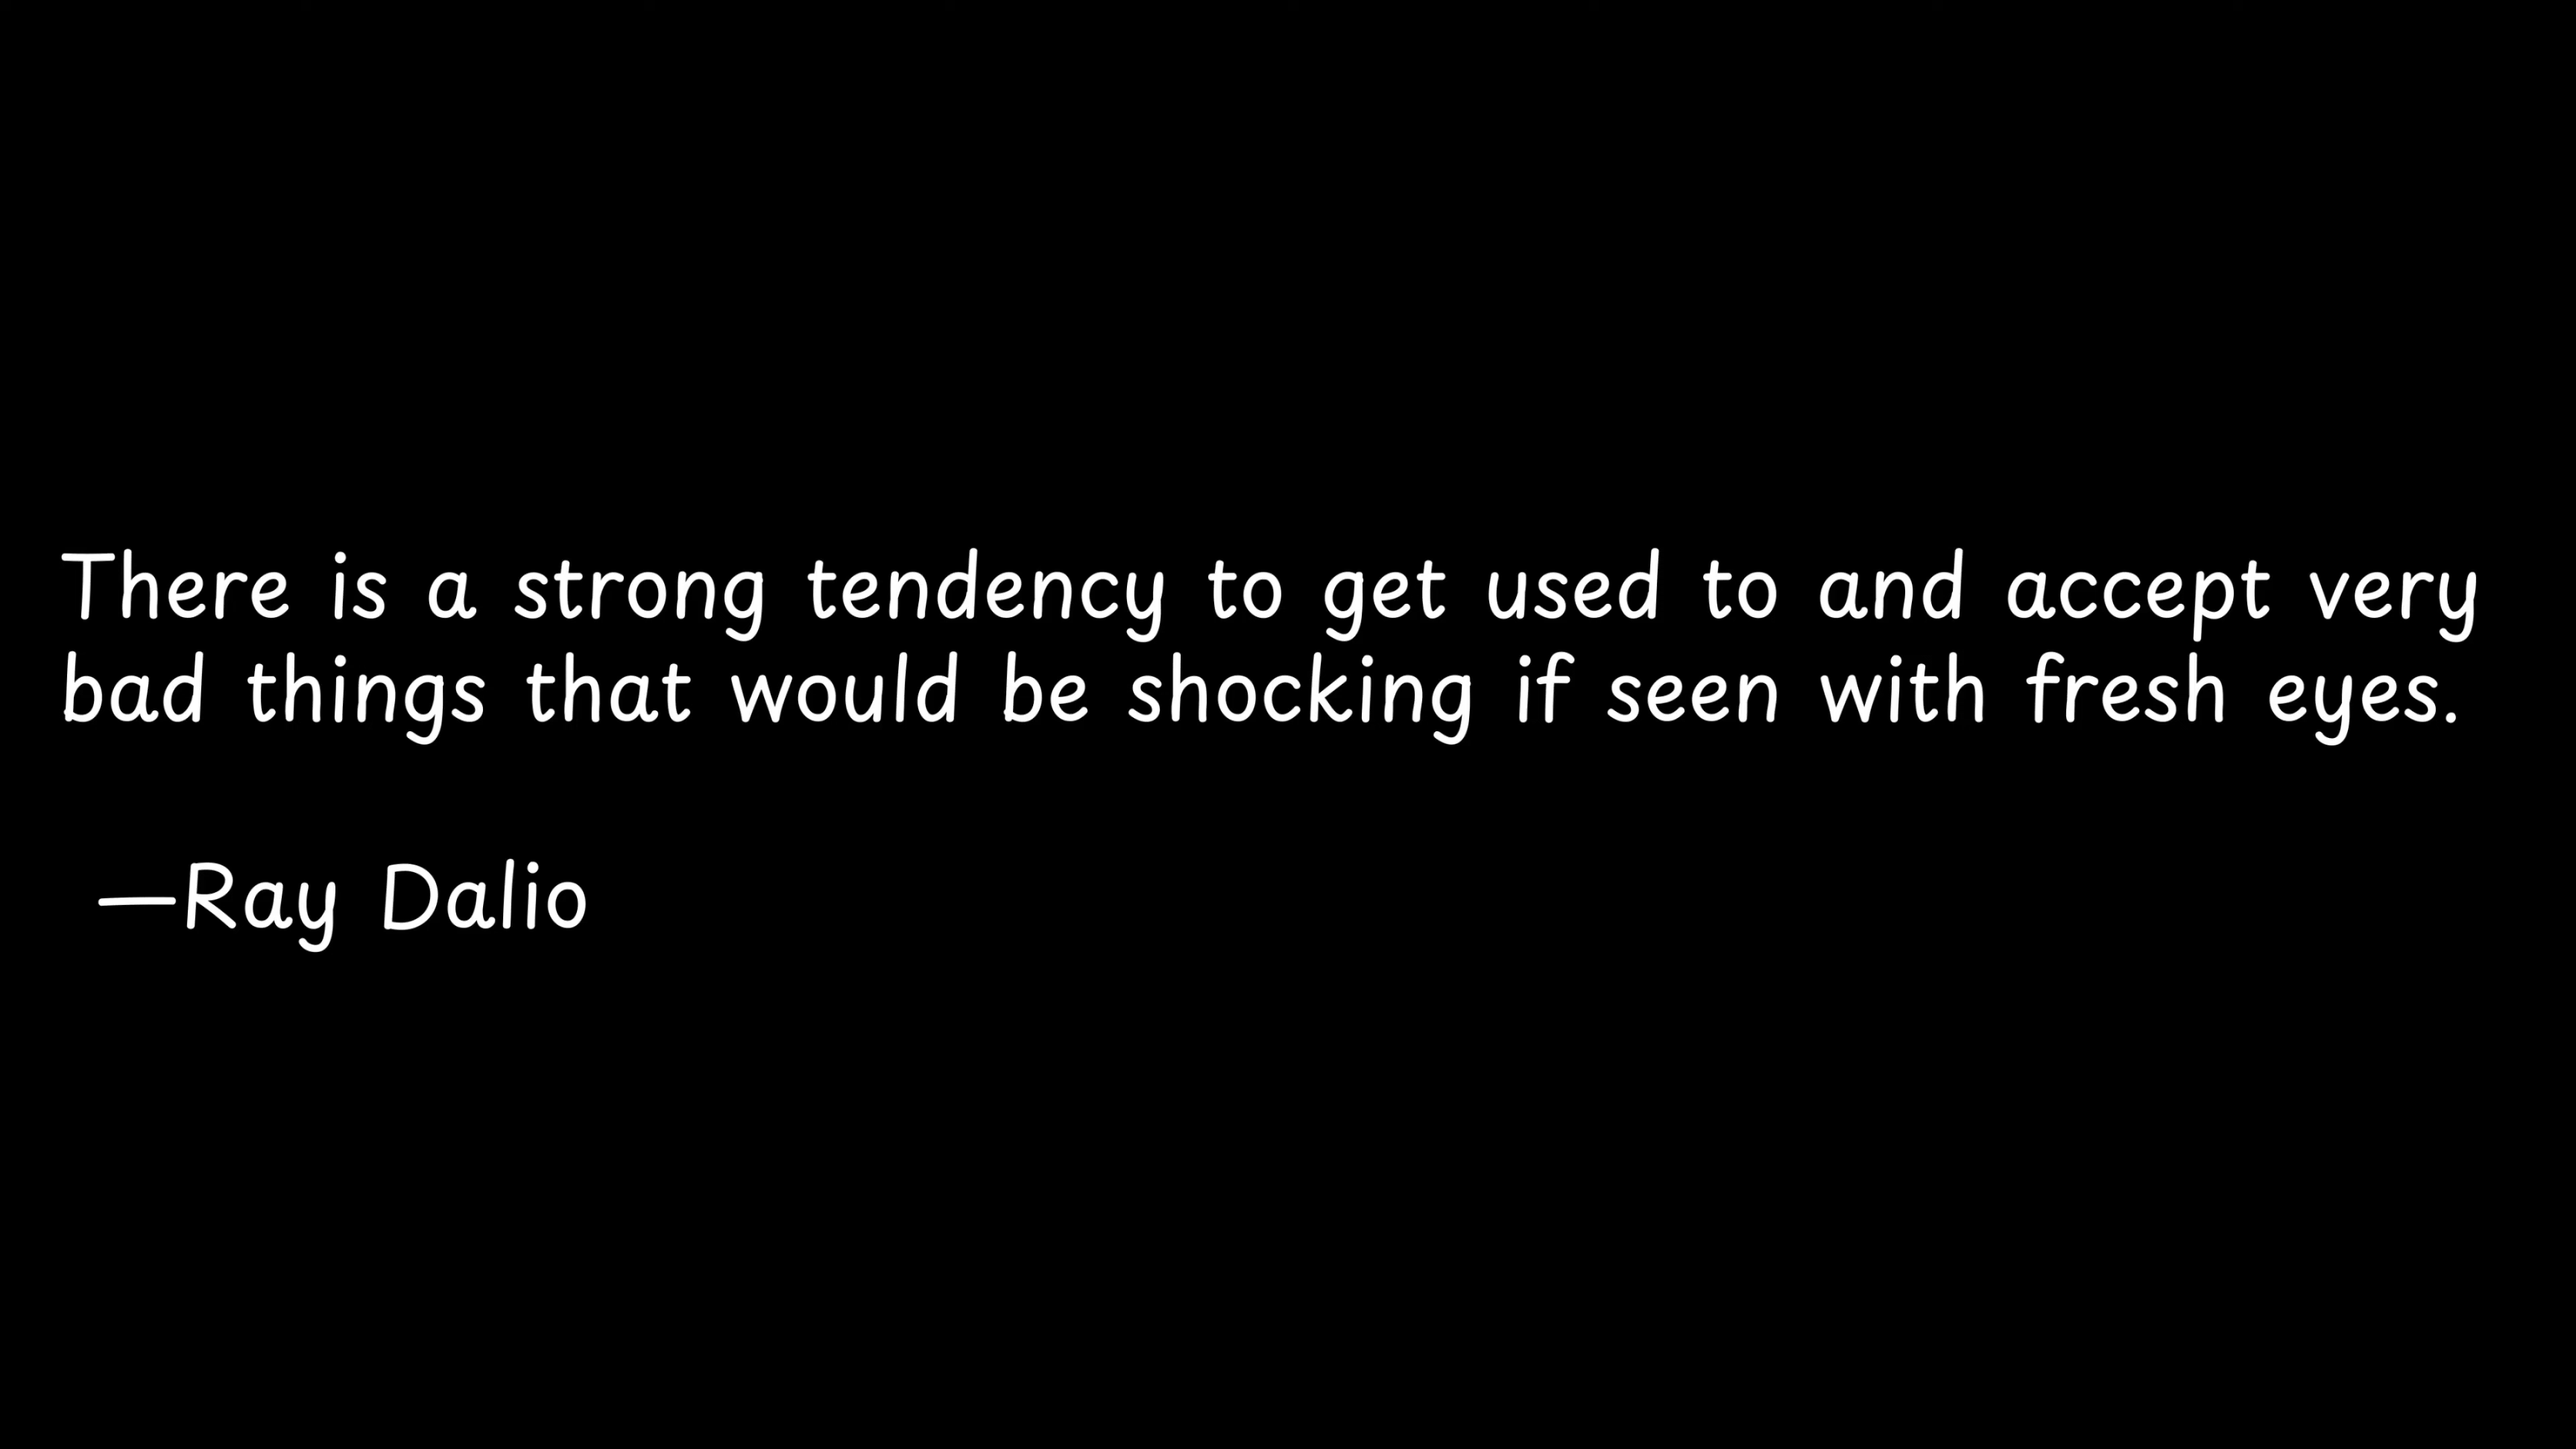 There is a strong tendency to get used to and accept very
bad things that would be shocking if seen with fresh eyes.
—Ray Dalio